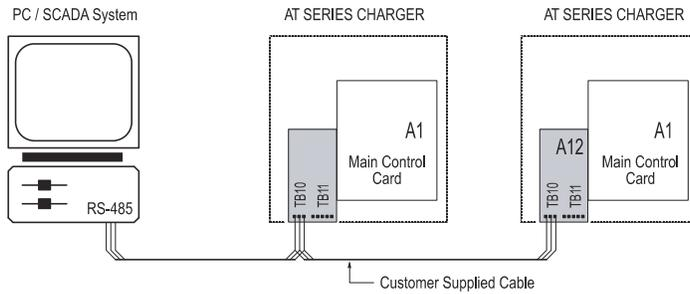 PC / SCADA System
AT SERIES CHARGER
AT SERIES CHARGER
A1
Main Control
Card
TB10
TB11
A12
A1
Main Control
Card
TB10
TB11
RS-485
Customer Supplied Cable